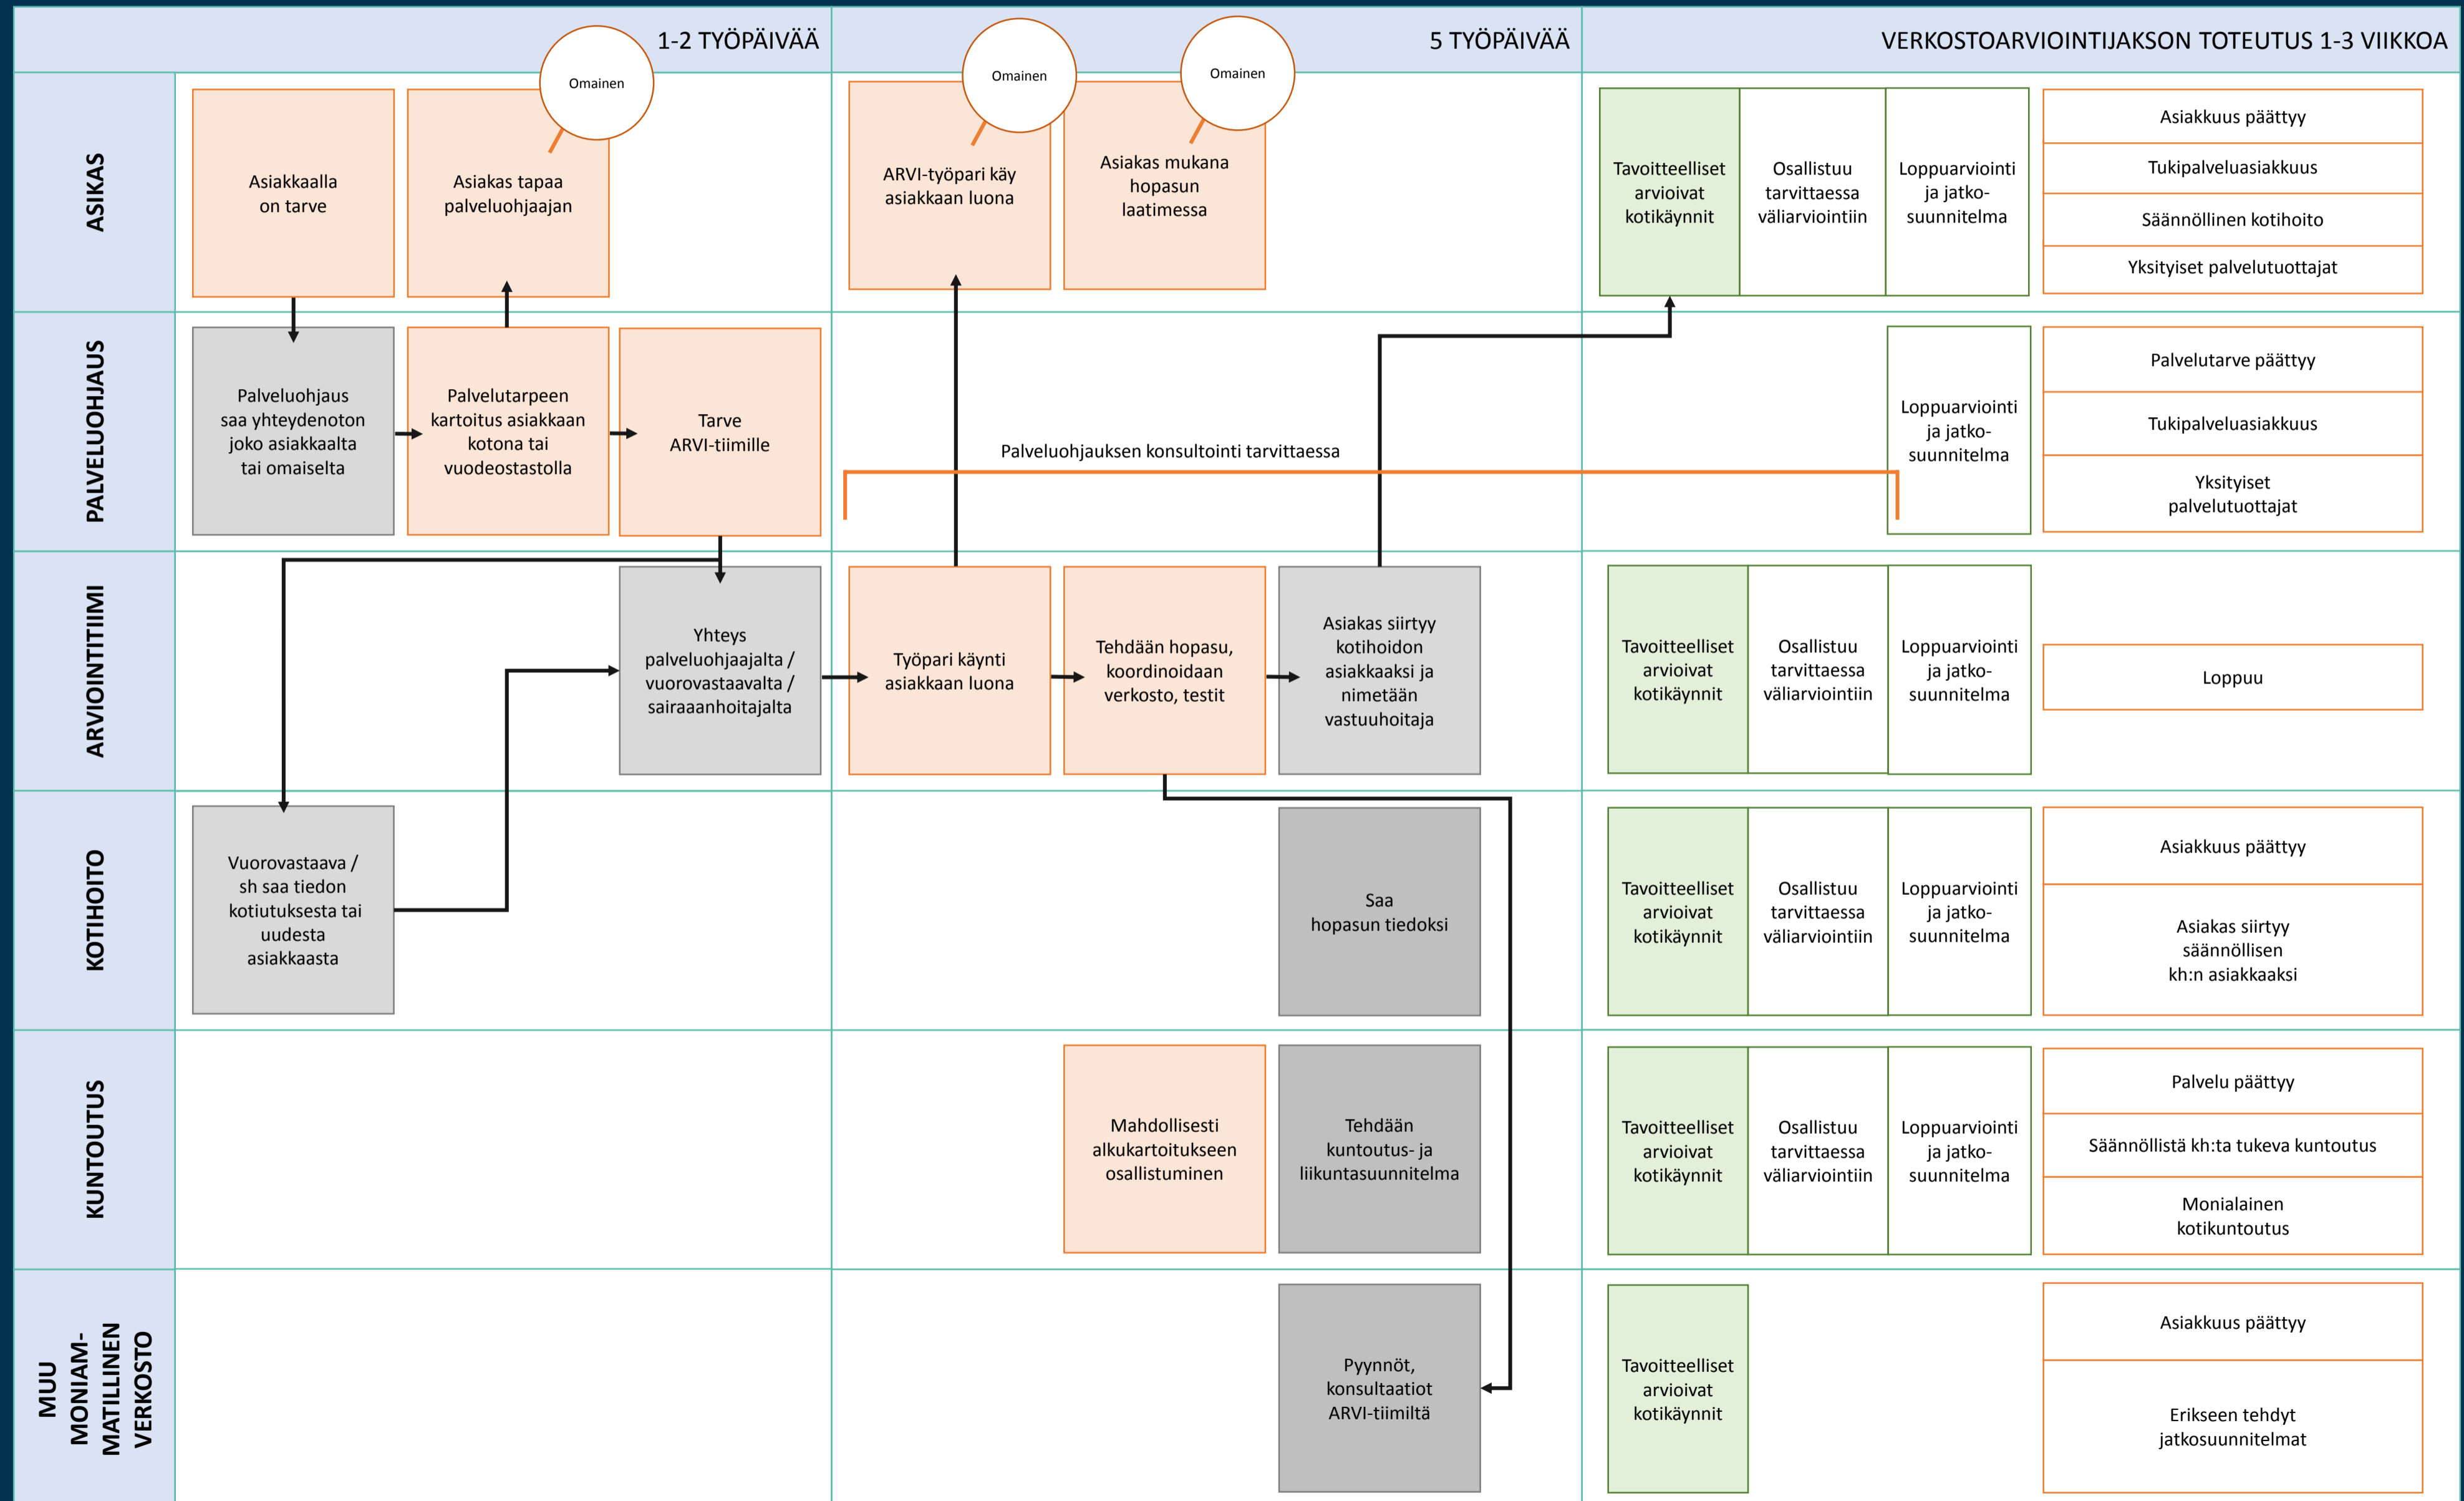 1-2 TYÖPÄIVÄÄ
5 TYÖPÄIVÄÄ
VERKOSTOARVIOINTIJAKSON TOTEUTUS 1-3 VIIKKOA
ASIKAS
Asiakkaalla
on tarve
Asiakas tapaa
palveluohjaajan
Omainen
ARVI-työpari käy
asiakkaan luona
Omainen
Asiakas mukana
hopasun
laatimessa
Omainen
Tavoitteelliset
arvioivat
kotikäynnit
Osallistuu
tarvittaessa
väliarviointiin
Loppuarviointi
ja jatko-
suunnitelma
Asiakkuus päättyy
Tukipalveluasiakkuus
Säännöllinen kotihoito
Yksityiset palvelutuottajat
PALVELUOHJAUS
Palveluohjaus
saa yhteydenoton
joko asiakkaalta
tai omaiselta
Palvelutarpeen
kartoitus asiakkaan
kotona tai
vuodeostastolla
Tarve
ARVI-tiimille
Palveluohjauksen konsultointi tarvittaessa
Loppuarviointi
ja jatko-
suunnitelma
Palvelutarve päättyy
Tukipalveluasiakkuus
Yksityiset
palvelutuottajat
ARVIOINTITIIMI
Yhteys
palveluohjaajalta /
vuorovastaavalta /
sairaaanhoitajalta
Työpari käynti
asiakkaan luona
Tehdään hopasu,
koordinoidaan
verkosto, testit
Asiakas siirtyy
kotihoidon
asiakkaaksi ja
nimetään
vastuuhoitaja
Tavoitteelliset
arvioivat
kotikäynnit
Osallistuu
tarvittaessa
väliarviointiin
Loppuarviointi
ja jatko-
suunnitelma
Loppuu
KOTIHOITO
Vuorovastaava /
sh saa tiedon
kotiutuksesta tai
uudesta
asiakkaasta
Saa
hopasun tiedoksi
Tavoitteelliset
arvioivat
kotikäynnit
Osallistuu
tarvittaessa
väliarviointiin
Loppuarviointi
ja jatko-
suunnitelma
Asiakkuus päättyy
Asiakas siirtyy
säännöllisen
kh:n asiakkaaksi
KUNTOUTUS
Mahdollisesti
alkukartoitukseen
osallistuminen
Tehdään
kuntoutus- ja
liikuntasuunnitelma
Tavoitteelliset
arvioivat
kotikäynnit
Osallistuu
tarvittaessa
väliarviointiin
Loppuarviointi
ja jatko-
suunnitelma
Palvelu päättyy
Säännöllistä kh:ta tukeva kuntoutus
Monialainen
kotikuntoutus
MUU
MONIAM-
MATILLINEN
VERKOSTO
Pyynnöt,
konsultaatiot
ARVI-tiimiltä
Tavoitteelliset
arvioivat
kotikäynnit
Asiakkuus päättyy
Erikseen tehdyt
jatkosuunnitelmat